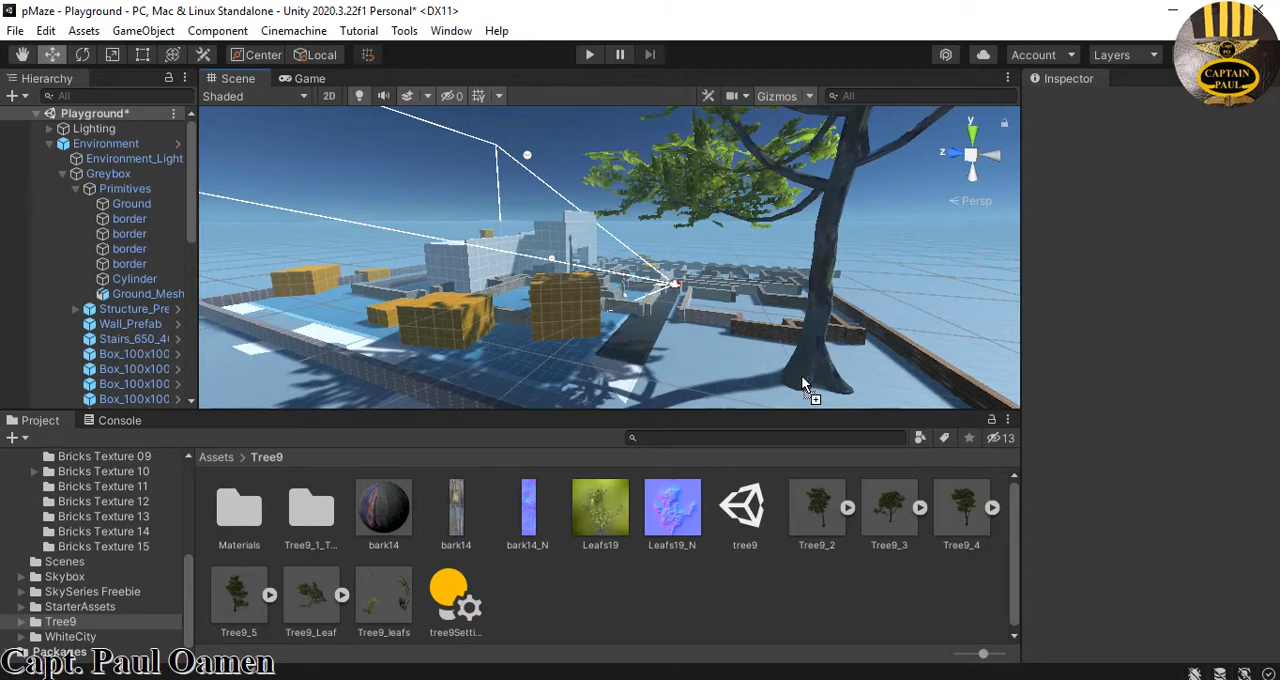 pMaze - Playground - PC, Mac & Linux Standalone - Unity 2020.3.22f1 Personal* <DX11>
File Edit Assets GameObject Component Cinemachine Tutorial Tools Window Help
Center Local Account Layers
CAPTAIN
PAUL
Hierarchy Scene Game Inspector
All Shaded 2D 0 Gizmos All
Playground*
Lighting
Environment
Environment_Light
Greybox
Primitives
Ground
border
border
border
border
Cylinder
Ground_Mesh
Structure_Pre
Wall_Prefab
Stairs_650_40
Box_100x100
Box_100x100
Box_100x100
Box_100x100
y
z
Persp
Project Console
13
Bricks Texture 09
Bricks Texture 10
Bricks Texture 11
Bricks Texture 12
Bricks Texture 13
Bricks Texture 14
Bricks Texture 15
Scenes
Skybox
SkySeries Freebie
StarterAssets
Tree9
WhiteCity
Packages
Assets > Tree9
Materials Tree9_1_T... bark14 bark14 bark14_N Leafs19 Leafs19_N tree9 Tree9_2 Tree9_3 Tree9_4
Tree9_5 Tree9_Leaf Tree9_leafs tree9Setti...
Capt. Paul Oamen